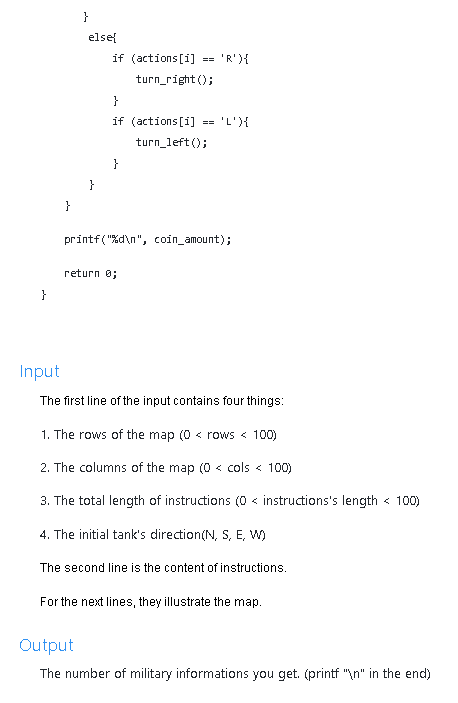 }
else{
if (actions[i] == 'R'){
turn_right();
}
if (actions[i] == 'L'){
turn_left();
}
}
}
printf("%d\n", coin_amount);
return 0;
}
Input
The first line of the input contains four things:
1. The rows of the map (0 < rows < 100)
2. The columns of the map (0 < cols < 100)
3. The total length of instructions (0 < instructions's length < 100)
4. The initial tank's direction(N, S, E, W)
The second line is the content of instructions.
For the next lines, they illustrate the map.
Output
The number of military informations you get. (printf "\n" in the end)